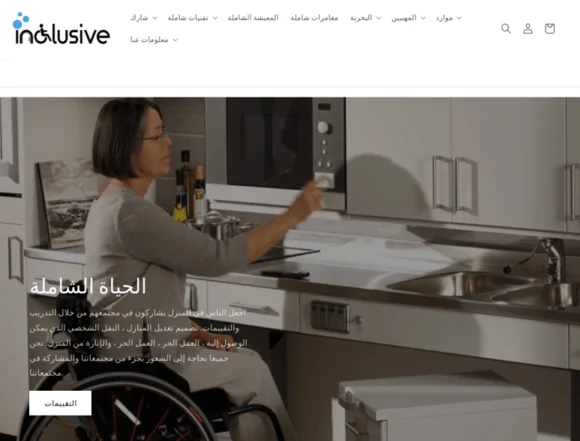 inclusive
شارك
تقنيات شاملة
المعيشة الشاملة
مغامرات شاملة
البحرية
المهنيين
موارد
معلومات عنا
الحياة الشاملة
اجعل الناس في المنزل يشاركون في مجتمعهم من خلال التدريب
والتقييمات. تصميم تعديل المنازل ، النقل الشخصي الذي يمكن
الوصول إليه ، العمل الحر ، العمل الحر ، والإنارة من المنزل. نحن
جميعا بحاجة إلى الشعور بجزء من مجتمعاتنا والمشاركة في
مجتمعاتنا.
التقييمات